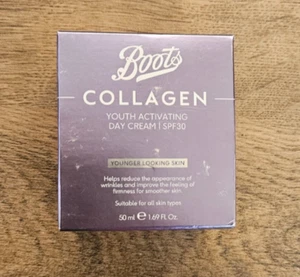 Boots
COLLAGEN
YOUTH ACTIVATING
DAY CREAM | SPF30
YOUNGER LOOKING SKIN
Helps reduce the appearance of
wrinkles and improve the feeling of
firmness for smoother skin
Suitable for all skin types
50 ml ℮ 1.69 Fl. Oz.